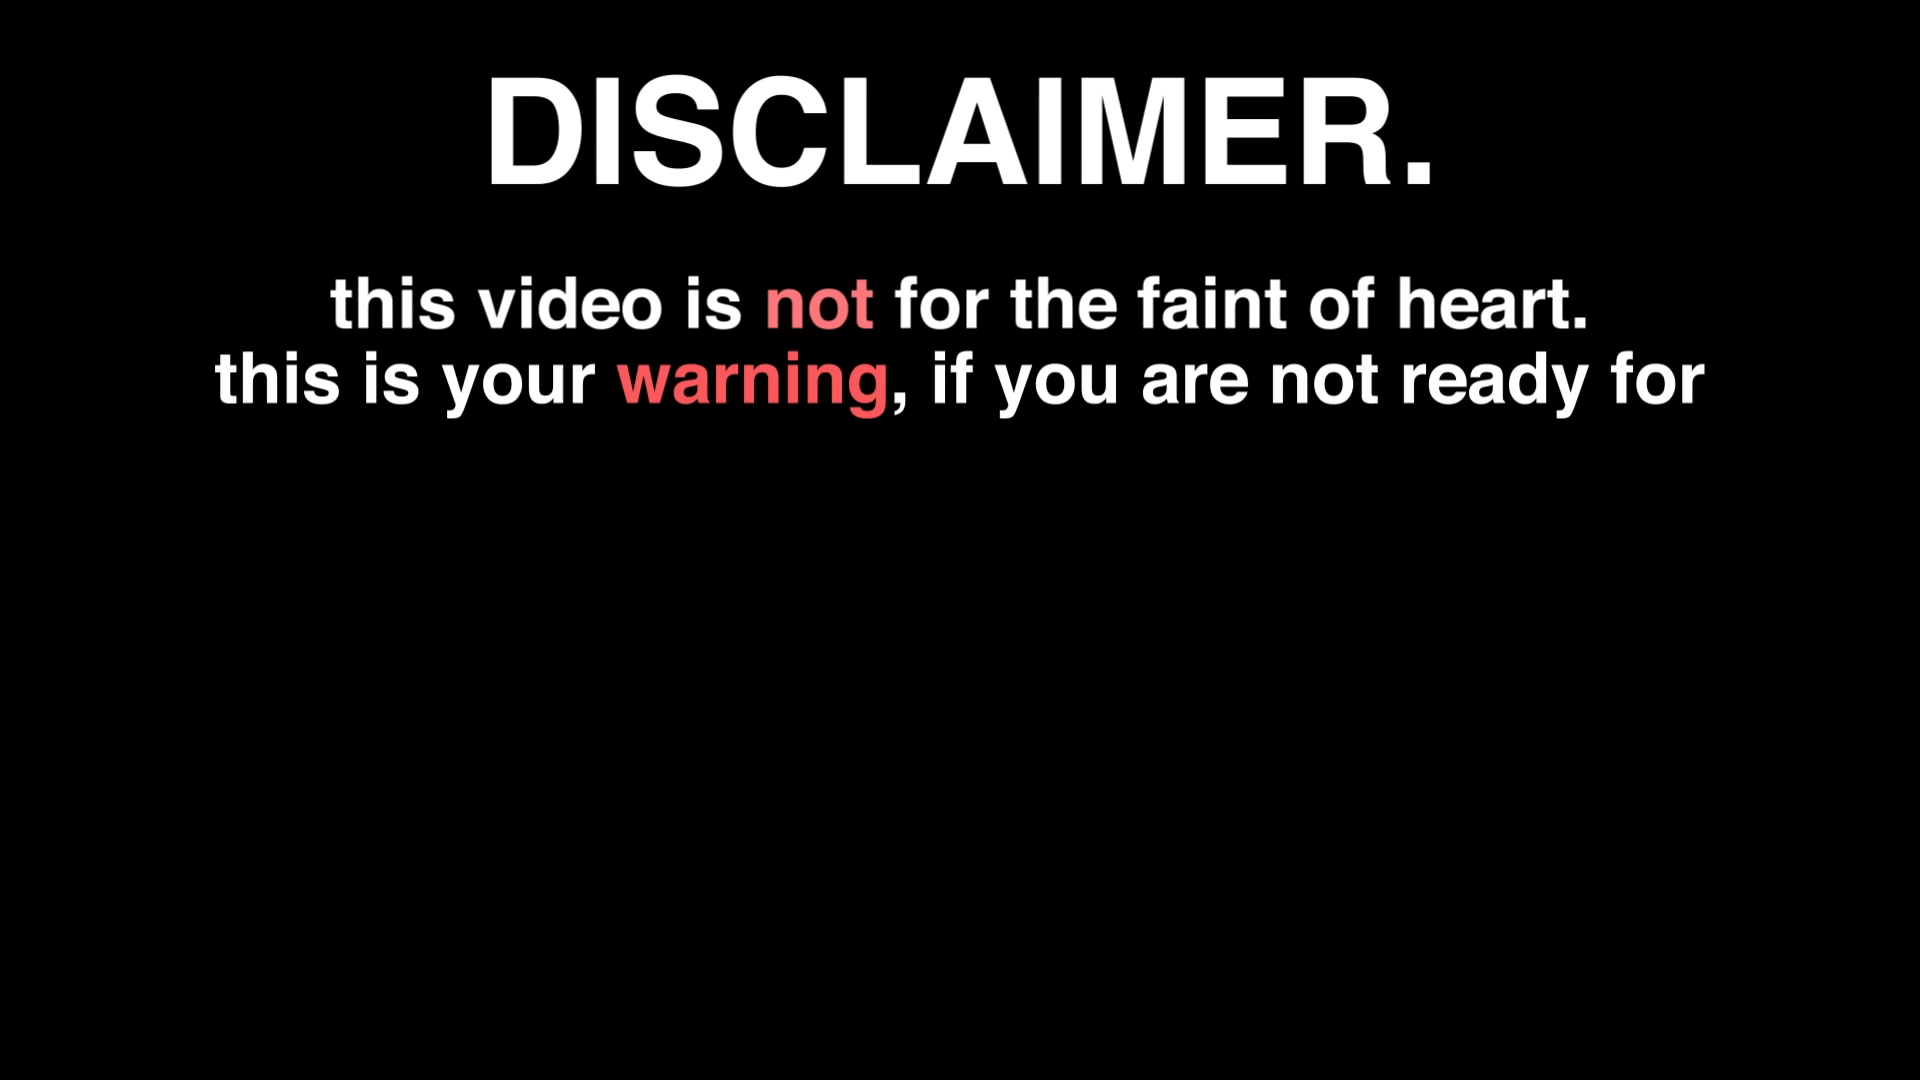 DISCLAIMER.
this video is not for the faint of heart.
this is your warning, if you are not ready for